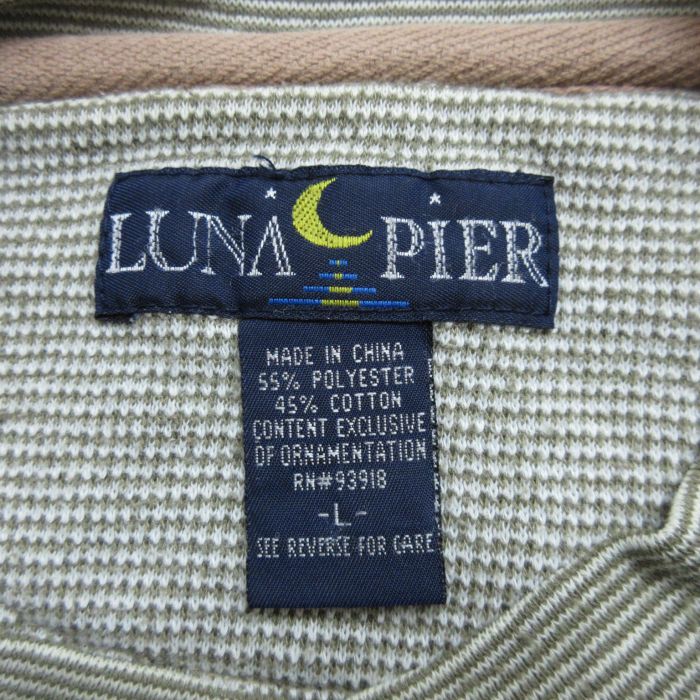 LUNA PIER
MADE IN CHINA
55% POLYESTER
45% COTTON
CONTENT EXCLUSIVE
OF ORNAMENTATION
RN#93918
-L-
SEE REVERSE FOR CARE